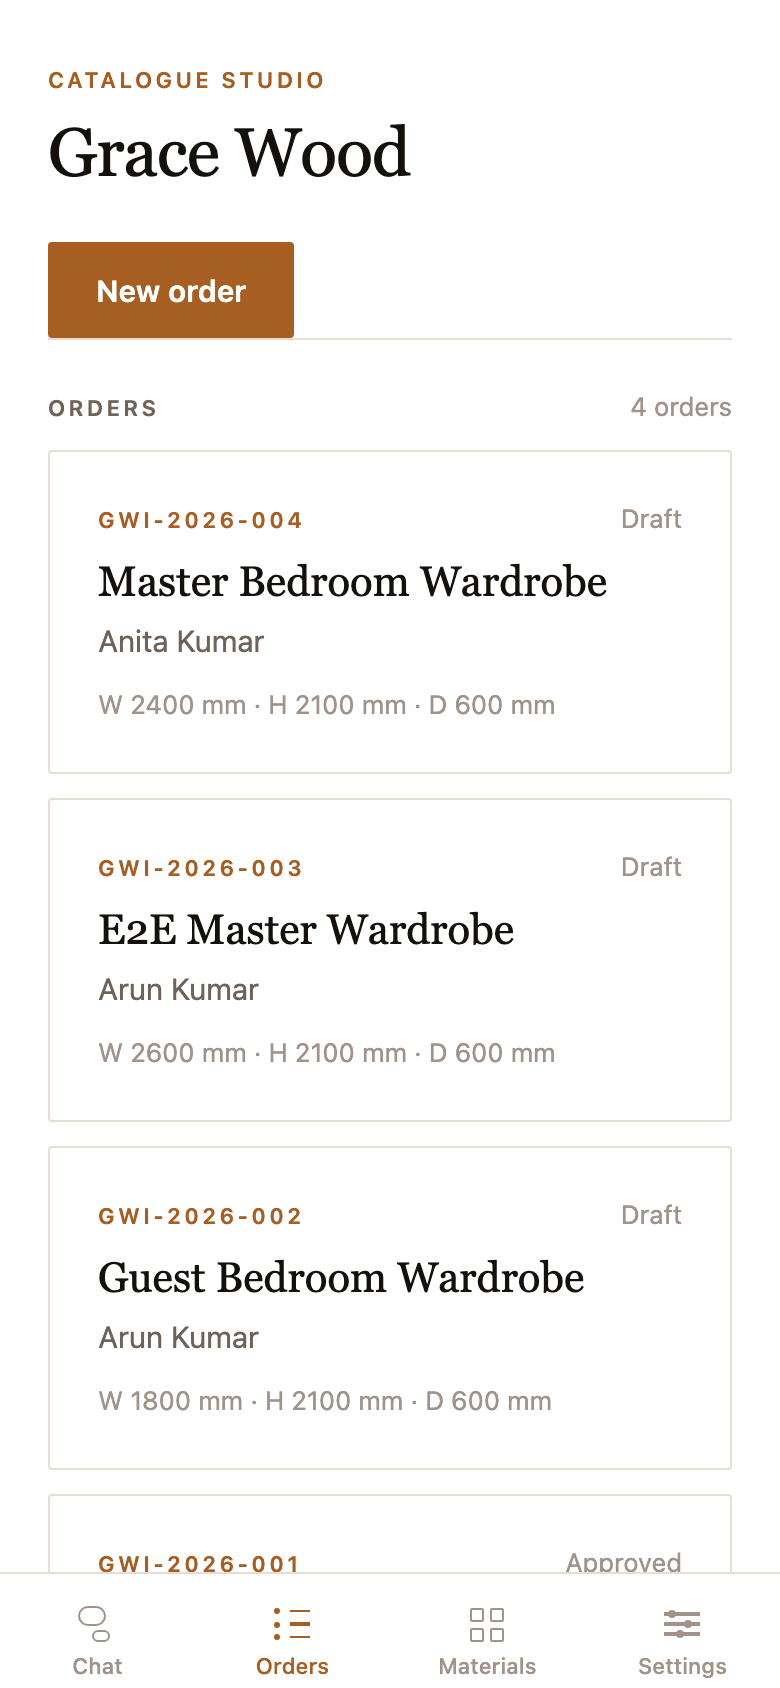 CATALOGUE STUDIO
Grace Wood
New order
ORDERS
4 orders
GWI-2026-004
Draft
Master Bedroom Wardrobe
Anita Kumar
W 2400 mm · H 2100 mm · D 600 mm
GWI-2026-003
Draft
E2E Master Wardrobe
Arun Kumar
W 2600 mm · H 2100 mm · D 600 mm
GWI-2026-002
Draft
Guest Bedroom Wardrobe
Arun Kumar
W 1800 mm · H 2100 mm · D 600 mm
GWI-2026-001
Approved
Chat
Orders
Materials
Settings